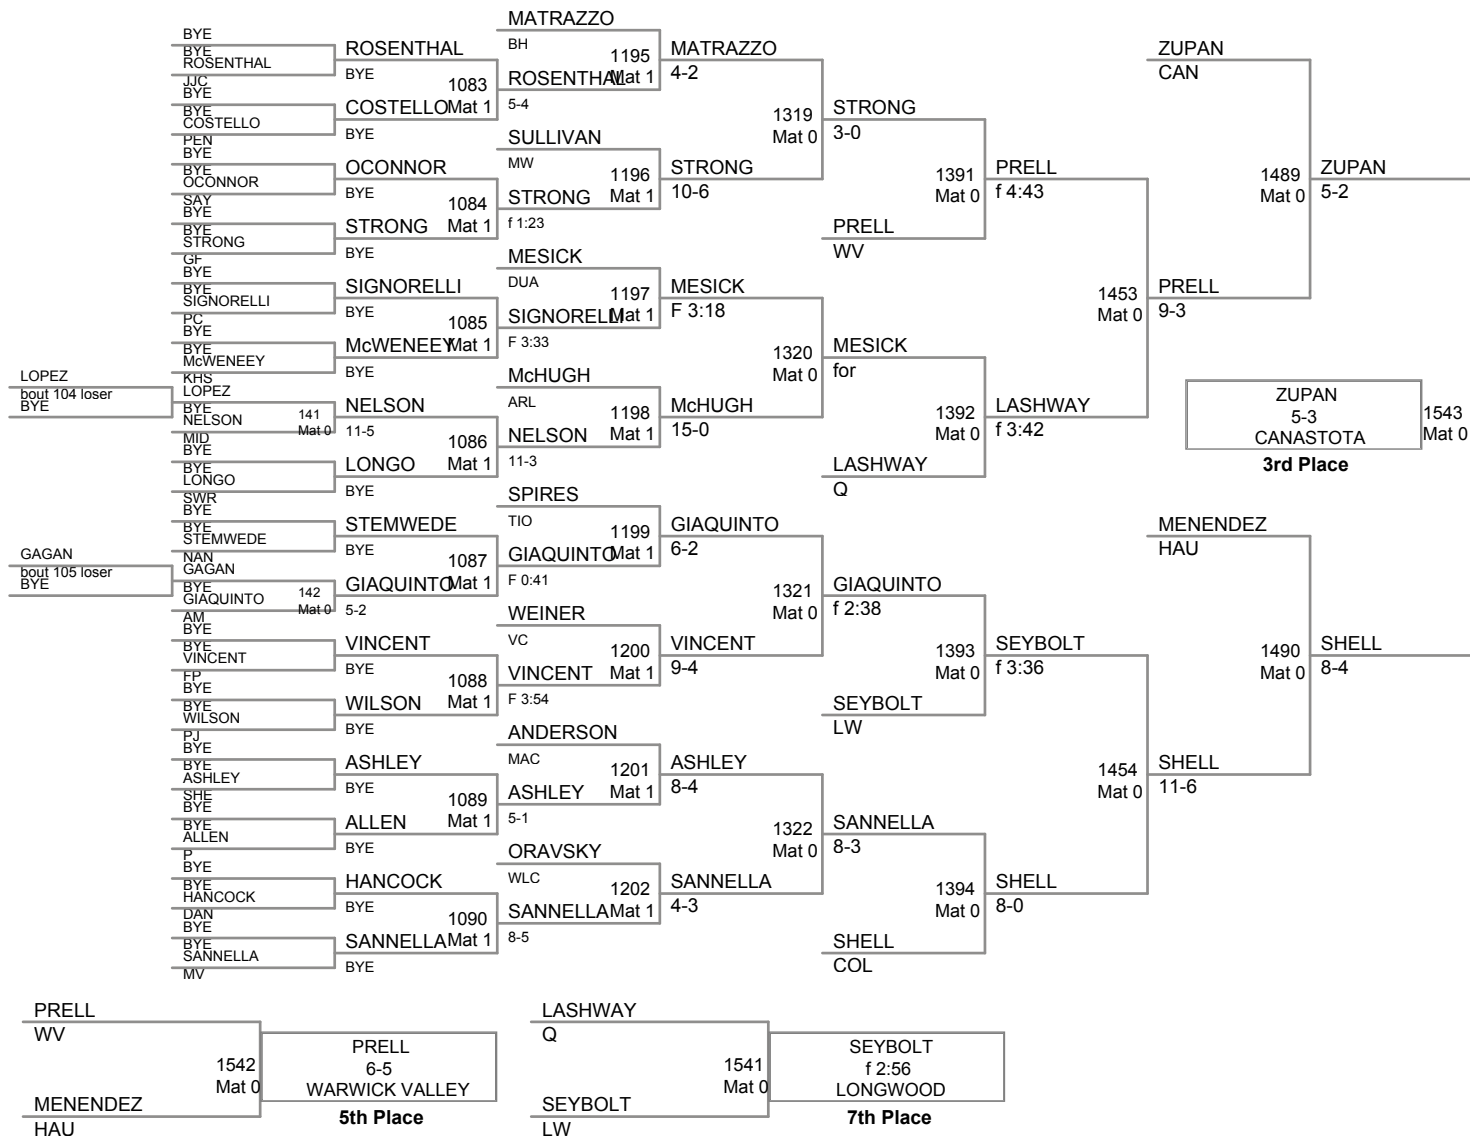 LOPEZ
bout 104 loser
BYE
GAGAN
bout 105 loser
BYE
BYE
BYE
ROSENTHAL
JJC
BYE
BYE
COSTELLO
PEN
BYE
BYE
OCONNOR
SAY
BYE
BYE
STRONG
GF
BYE
BYE
SIGNORELLI
PC
BYE
BYE
McWENEEY
KHS
LOPEZ
BYE
NELSON
141
Mat 0
MID
BYE
BYE
LONGO
SWR
BYE
BYE
STEMWEDE
NAN
GAGAN
BYE
GIAQUINTO
142
Mat 0
AM
BYE
BYE
VINCENT
FP
BYE
BYE
WILSON
PJ
BYE
BYE
ASHLEY
SHE
BYE
BYE
ALLEN
P
BYE
BYE
HANCOCK
DAN
BYE
BYE
SANNELLA
MV
ROSENTHAL
BYE
1083
Mat 1
COSTELLO
BYE
OCONNOR
BYE
1084
Mat 1
STRONG
BYE
SIGNORELLI
BYE
1085
Mat 1
McWENEEY
BYE
NELSON
11-5
1086
Mat 1
LONGO
BYE
STEMWEDE
BYE
1087
Mat 1
GIAQUINTO
5-2
VINCENT
BYE
1088
Mat 1
WILSON
BYE
ASHLEY
BYE
1089
Mat 1
ALLEN
BYE
HANCOCK
BYE
1090
Mat 1
SANNELLA
BYE
MATRAZZO
BH
1195
Mat 1
ROSENTHAL
5-4
SULLIVAN
MW
1196
Mat 1
STRONG
f 1:23
MESICK
DUA
1197
Mat 1
SIGNORELLI
F 3:33
McHUGH
ARL
1198
Mat 1
NELSON
11-3
SPIRES
TIO
1199
Mat 1
GIAQUINTO
F 0:41
WEINER
VC
1200
Mat 1
VINCENT
F 3:54
ANDERSON
MAC
1201
Mat 1
ASHLEY
5-1
ORAVSKY
WLC
1202
Mat 1
SANNELLA
8-5
MATRAZZO
4-2
1319
Mat 0
STRONG
10-6
MESICK
F 3:18
1320
Mat 0
McHUGH
15-0
GIAQUINTO
6-2
1321
Mat 0
VINCENT
9-4
ASHLEY
8-4
1322
Mat 0
SANNELLA
4-3
STRONG
3-0
1391
Mat 0
PRELL
WV
MESICK
for
1392
Mat 0
LASHWAY
Q
GIAQUINTO
f 2:38
1393
Mat 0
SEYBOLT
LW
SANNELLA
8-3
1394
Mat 0
SHELL
COL
PRELL
f 4:43
1453
Mat 0
LASHWAY
f 3:42
SEYBOLT
f 3:36
1454
Mat 0
SHELL
8-0
ZUPAN
CAN
1489
Mat 0
PRELL
9-3
MENENDEZ
HAU
1490
Mat 0
SHELL
11-6
ZUPAN
5-2
SHELL
8-4
ZUPAN
5-3
CANASTOTA
1543
Mat 0
3rd Place
PRELL
WV
1542
Mat 0
MENENDEZ
HAU
PRELL
6-5
WARWICK VALLEY
5th Place
LASHWAY
Q
1541
Mat 0
SEYBOLT
LW
SEYBOLT
f 2:56
LONGWOOD
7th Place